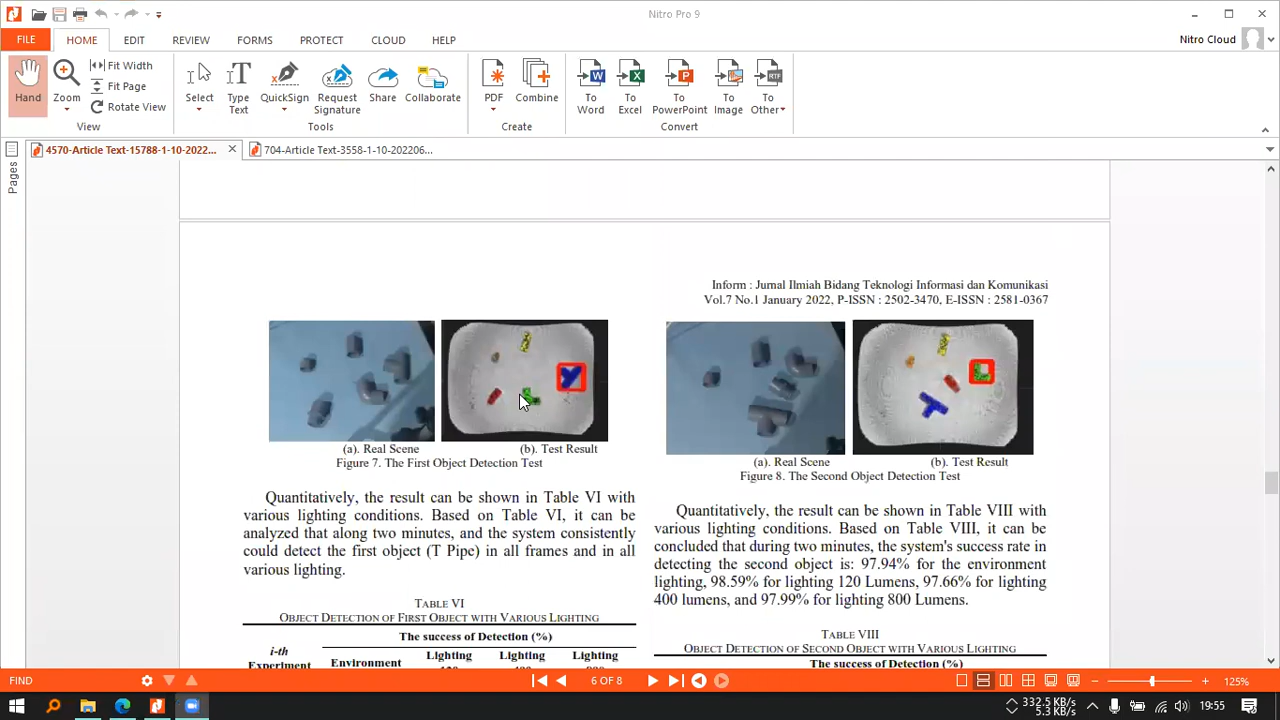 Nitro Pro 9
FILE HOME EDIT REVIEW FORMS PROTECT CLOUD HELP Nitro Cloud
Hand Zoom Fit Width Fit Page Rotate View
Select Type Text QuickSign Request Signature Share Collaborate
PDF Combine
To Word To Excel To PowerPoint To Image To Other
View Tools Create Convert
4570-Article Text-15788-1-10-2022... 704-Article Text-3558-1-10-202206...
Pages
Inform : Jurnal Ilmiah Bidang Teknologi Informasi dan Komunikasi
Vol.7 No.1 January 2022, P-ISSN : 2502-3470, E-ISSN : 2581-0367
(a). Real Scene (b). Test Result
Figure 7. The First Object Detection Test
Quantitatively, the result can be shown in Table VI with
various lighting conditions. Based on Table VI, it can be
analyzed that along two minutes, and the system consistently
could detect the first object (T Pipe) in all frames and in all
various lighting.
TABLE VI
OBJECT DETECTION OF FIRST OBJECT WITH VARIOUS LIGHTING
The success of Detection (%)
i-th
Experiment Environment Lighting Lighting Lighting
(a). Real Scene (b). Test Result
Figure 8. The Second Object Detection Test
Quantitatively, the result can be shown in Table VIII with
various lighting conditions. Based on Table VIII, it can be
concluded that during two minutes, the system's success rate in
detecting the second object is: 97.94% for the environment
lighting, 98.59% for lighting 120 Lumens, 97.66% for lighting
400 lumens, and 97.99% for lighting 800 Lumens.
TABLE VIII
OBJECT DETECTION OF SECOND OBJECT WITH VARIOUS LIGHTING
The success of Detection (%)
FIND 6 OF 8 125%
332.5 KB/s
5.3 KB/s
19:55